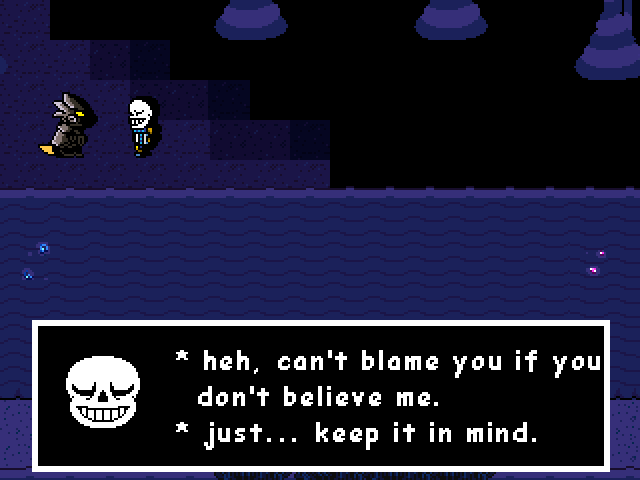 * heh, can't blame you if you
don't believe me.
* just... keep it in mind.